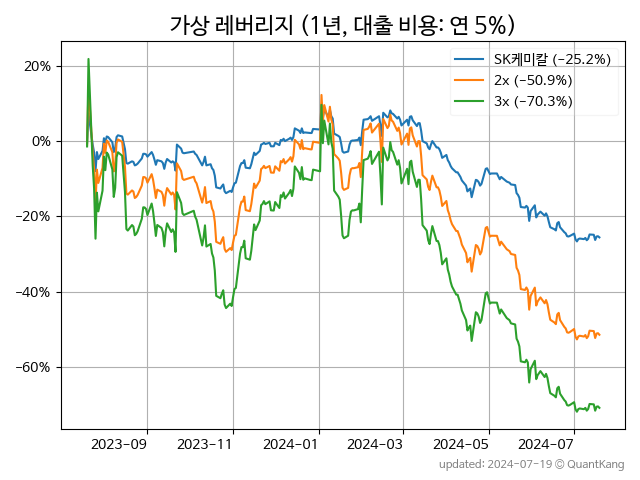 가상 레버리지 (1년, 대출 비용: 연 5%)
SK케미칼 (−25.2%)
2x (−50.9%)
3x (−70.3%)
20%
0%
−20%
−40%
−60%
2023-09 2023-11 2024-01 2024-03 2024-05 2024-07
updated: 2024-07-19 © QuantKang